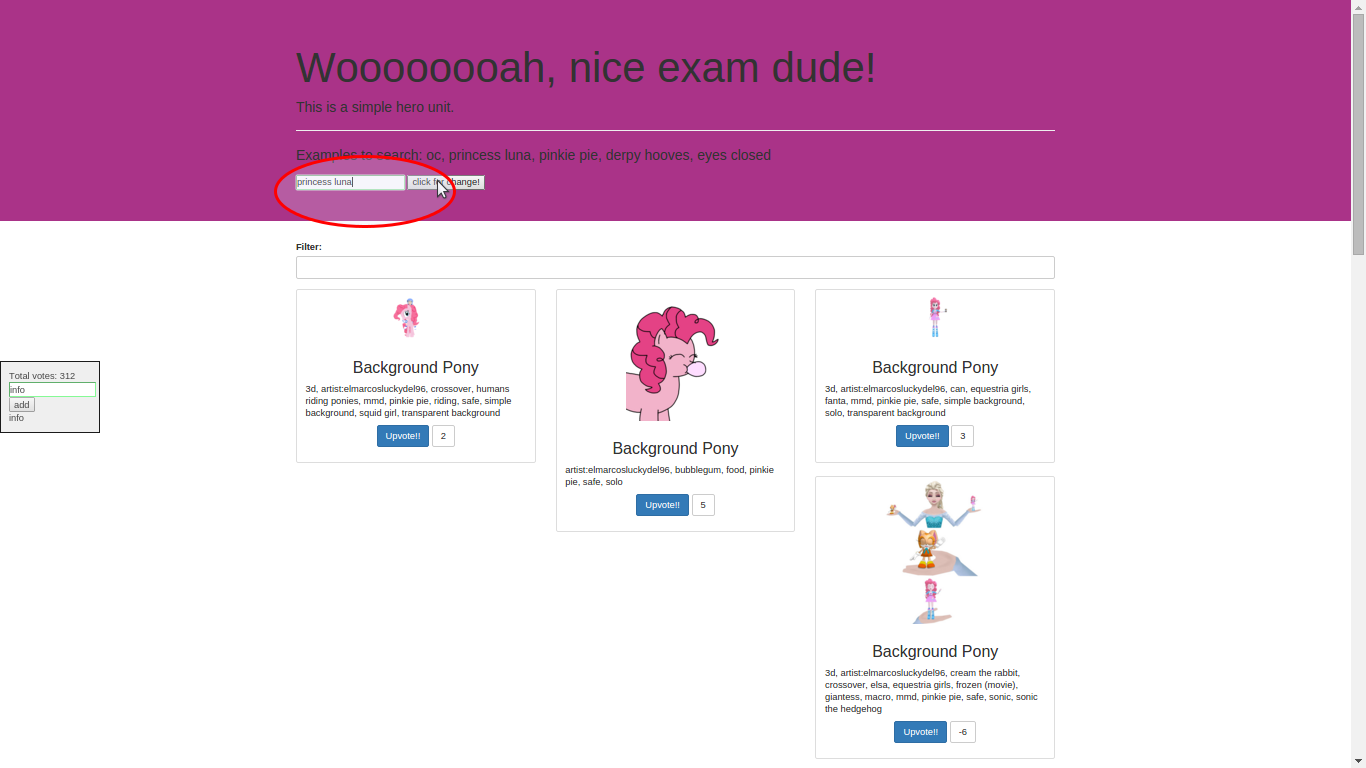 Woooooooah, nice exam dude!
This is a simple hero unit.
Examples to search: oc, princess luna, pinkie pie, derpy hooves, eyes closed
princess luna click for change!
Filter:
Background Pony
3d, artist:elmarcosluckydel96, crossover, humans
riding ponies, mmd, pinkie pie, riding, safe, simple
background, squid girl, transparent background
Upvote!! 2
Background Pony
artist:elmarcosluckydel96, bubblegum, food, pinkie
pie, safe, solo
Upvote!! 5
Background Pony
3d, artist:elmarcosluckydel96, can, equestria girls,
fanta, mmd, pinkie pie, safe, simple background,
solo, transparent background
Upvote!! 3
Background Pony
3d, artist:elmarcosluckydel96, cream the rabbit,
crossover, elsa, equestria girls, frozen (movie),
giantess, macro, mmd, pinkie pie, safe, sonic, sonic
the hedgehog
Upvote!! -6
Total votes: 312
info
add
info